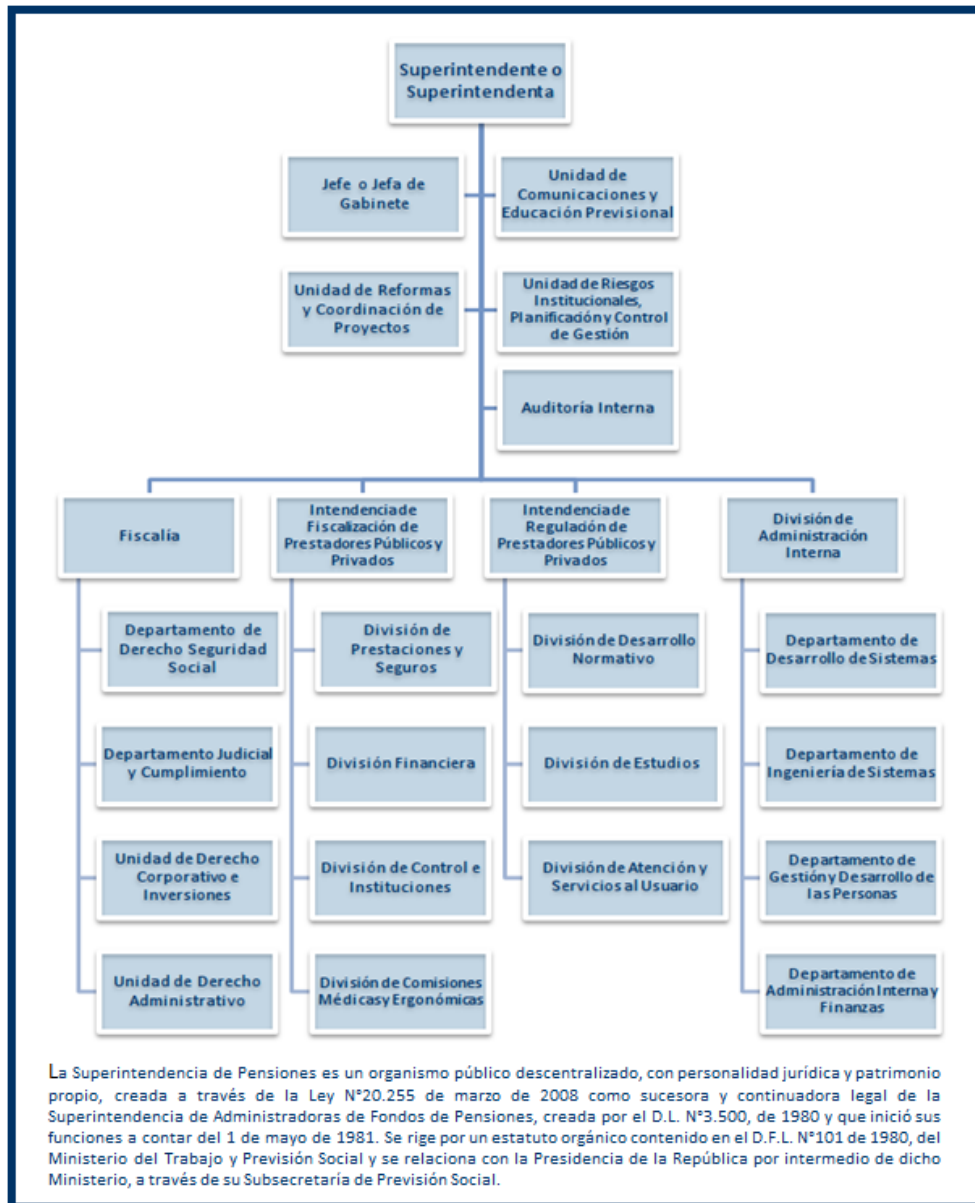 Superintendente o
Superintendenta
Jefe o Jefa de
Gabinete
Unidad de
Comunicaciones y
Educación Previsional
Unidad de Reformas
y Coordinación de
Proyectos
Unidad de Riesgos
Institucionales,
Planificación y Control
de Gestión
Auditoría Interna
Fiscalía
Intendencia de
Fiscalización de
Prestadores Públicos y
Privados
Intendencia de
Regulación de
Prestadores Públicos y
Privados
División de
Administración
Interna
Departamento de
Derecho Seguridad
Social
Departamento Judicial
y Cumplimiento
Unidad de Derecho
Corporativo e
Inversiones
Unidad de Derecho
Administrativo
División de
Prestaciones y
Seguros
División Financiera
División de Control e
Instituciones
División de Comisiones
Médicas y Ergonómicas
División de Desarrollo
Normativo
División de Estudios
División de Atención y
Servicios al Usuario
Departamento de
Desarrollo de Sistemas
Departamento de
Ingeniería de Sistemas
Departamento de
Gestión y Desarrollo de
las Personas
Departamento de
Administración Interna y
Finanzas
La Superintendencia de Pensiones es un organismo público descentralizado, con personalidad jurídica y patrimonio
propio, creada a través de la Ley N°20.255 de marzo de 2008 como sucesora y continuadora legal de la
Superintendencia de Administradoras de Fondos de Pensiones, creada por el D.L. N°3.500, de 1980 y que inició sus
funciones a contar del 1 de mayo de 1981. Se rige por un estatuto orgánico contenido en el D.F.L. N°101 de 1980, del
Ministerio del Trabajo y Previsión Social y se relaciona con la Presidencia de la República por intermedio de dicho
Ministerio, a través de su Subsecretaría de Previsión Social.